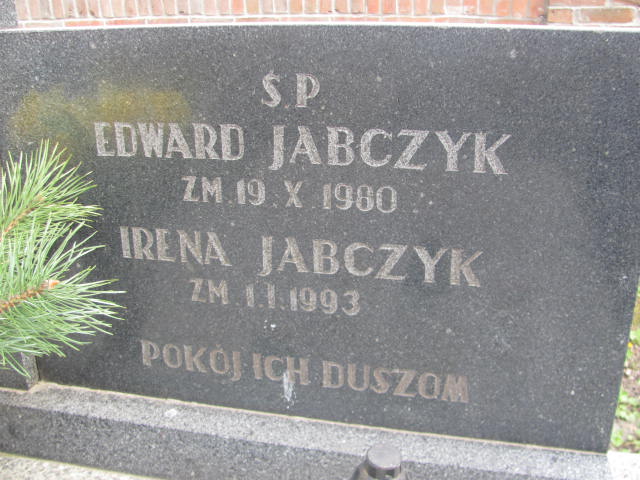 Ś P
EDWARD JABCZYK
ZM 19 X 1980
IRENA JABCZYK
ZM 1.I.1993
POKÓJ ICH DUSZOM